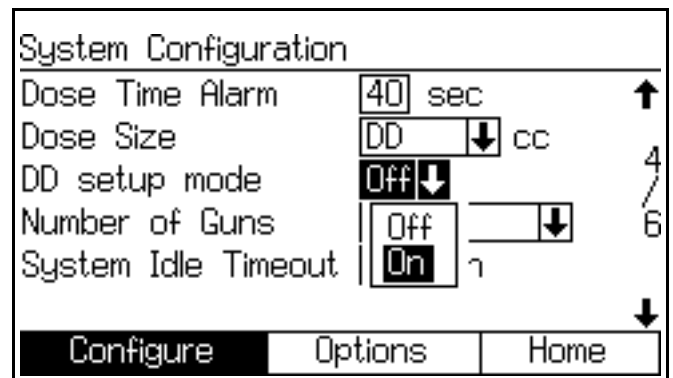 System Configuration
Dose Time Alarm 40 sec
Dose Size DD cc
DD setup mode Off
4/6
Number of Guns Off
System Idle Timeout On
Configure Options Home